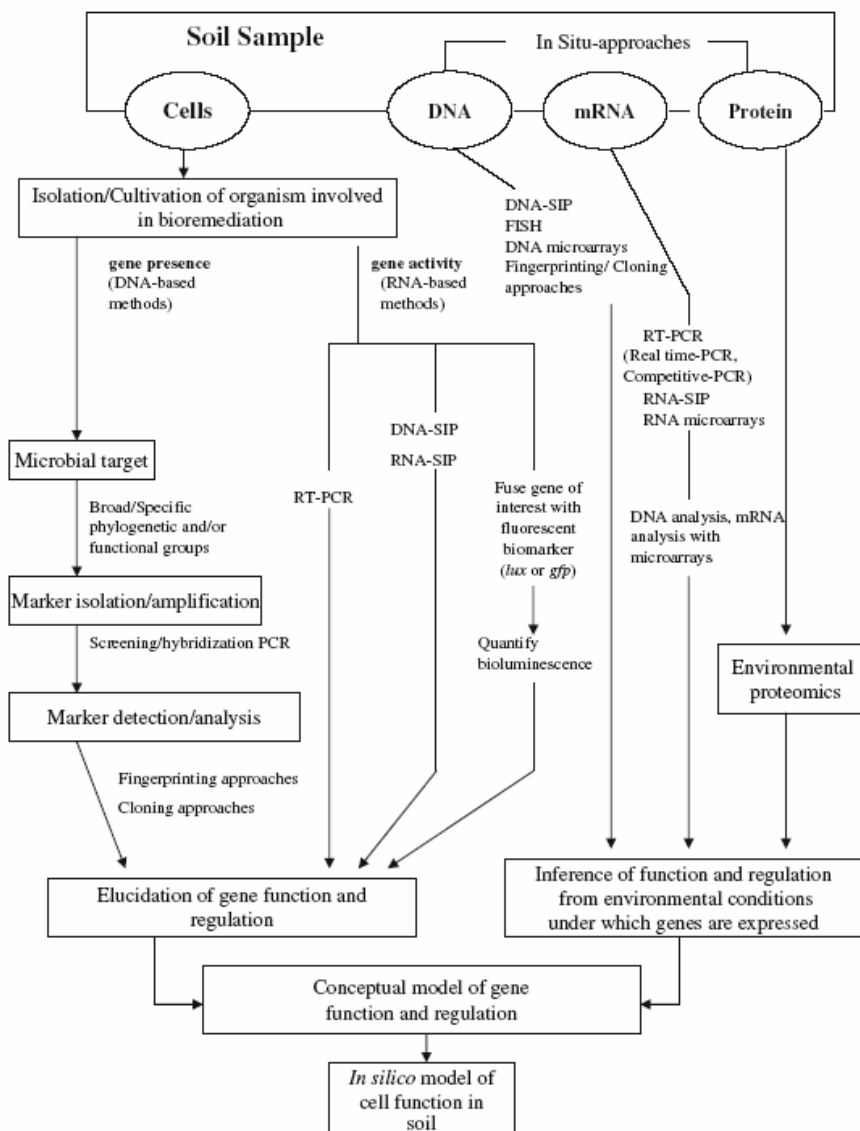 Soil Sample
In Situ-approaches
Cells
DNA
mRNA
Protein
Isolation/Cultivation of organism involved
in bioremediation
gene presence
(DNA-based
methods)
gene activity
(RNA-based
methods)
DNA-SIP
FISH
DNA microarrays
Fingerprinting/ Cloning
approaches
RT-PCR
(Real time-PCR,
Competitive-PCR)
RNA-SIP
RNA microarrays
Microbial target
Broad/Specific
phylogenetic and/or
functional groups
RT-PCR
DNA-SIP
RNA-SIP
Fuse gene of
interest with
fluorescent
biomarker
(lux or gfp)
DNA analysis, mRNA
analysis with
microarrays
Marker isolation/amplification
Screening/hybridization PCR
Quantify
bioluminescence
Environmental
proteomics
Marker detection/analysis
Fingerprinting approaches
Cloning approaches
Elucidation of gene function and
regulation
Inference of function and regulation
from environmental conditions
under which genes are expressed
Conceptual model of gene
function and regulation
In silico model of
cell function in
soil